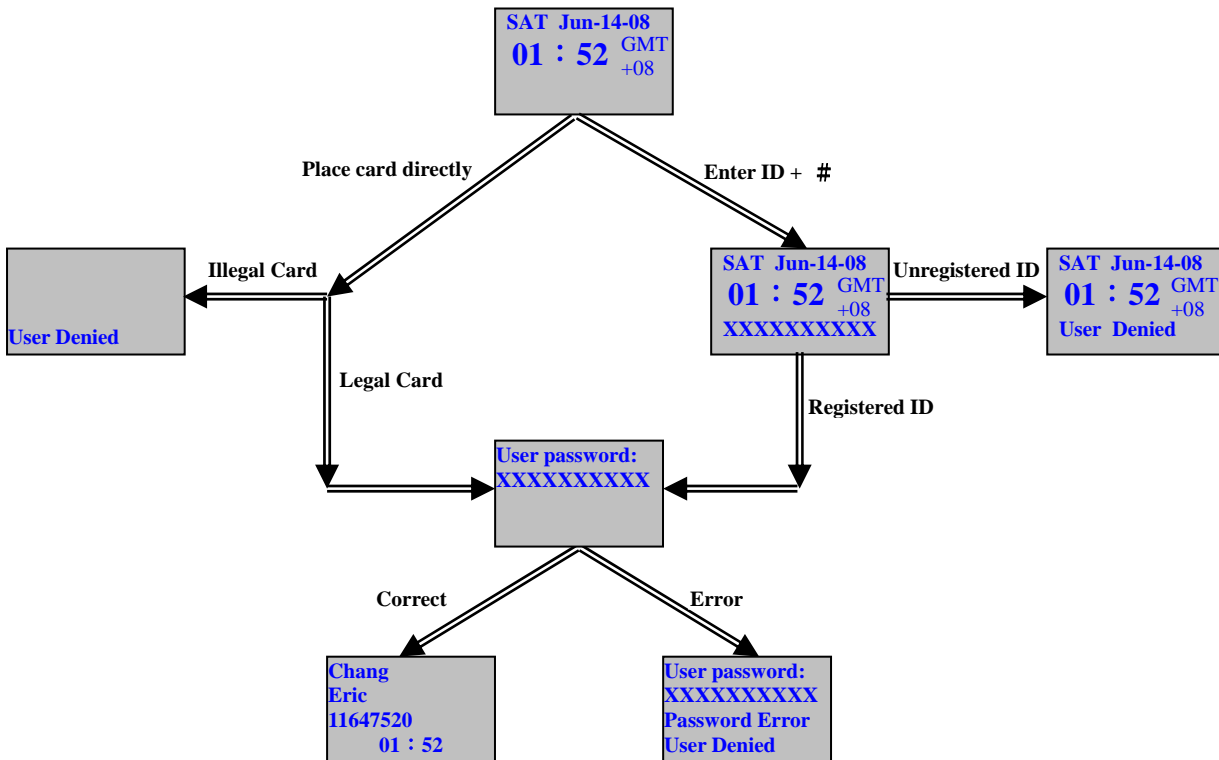 SAT Jun-14-08
01 : 52 GMT
+08
Place card directly
Enter ID + #
Illegal Card
User Denied
SAT Jun-14-08
01 : 52 GMT
+08
XXXXXXXXXX
Unregistered ID
SAT Jun-14-08
01 : 52 GMT
+08
User Denied
Legal Card
Registered ID
User password:
XXXXXXXXXX
Correct
Error
Chang
Eric
11647520
01 : 52
User password:
XXXXXXXXXX
Password Error
User Denied